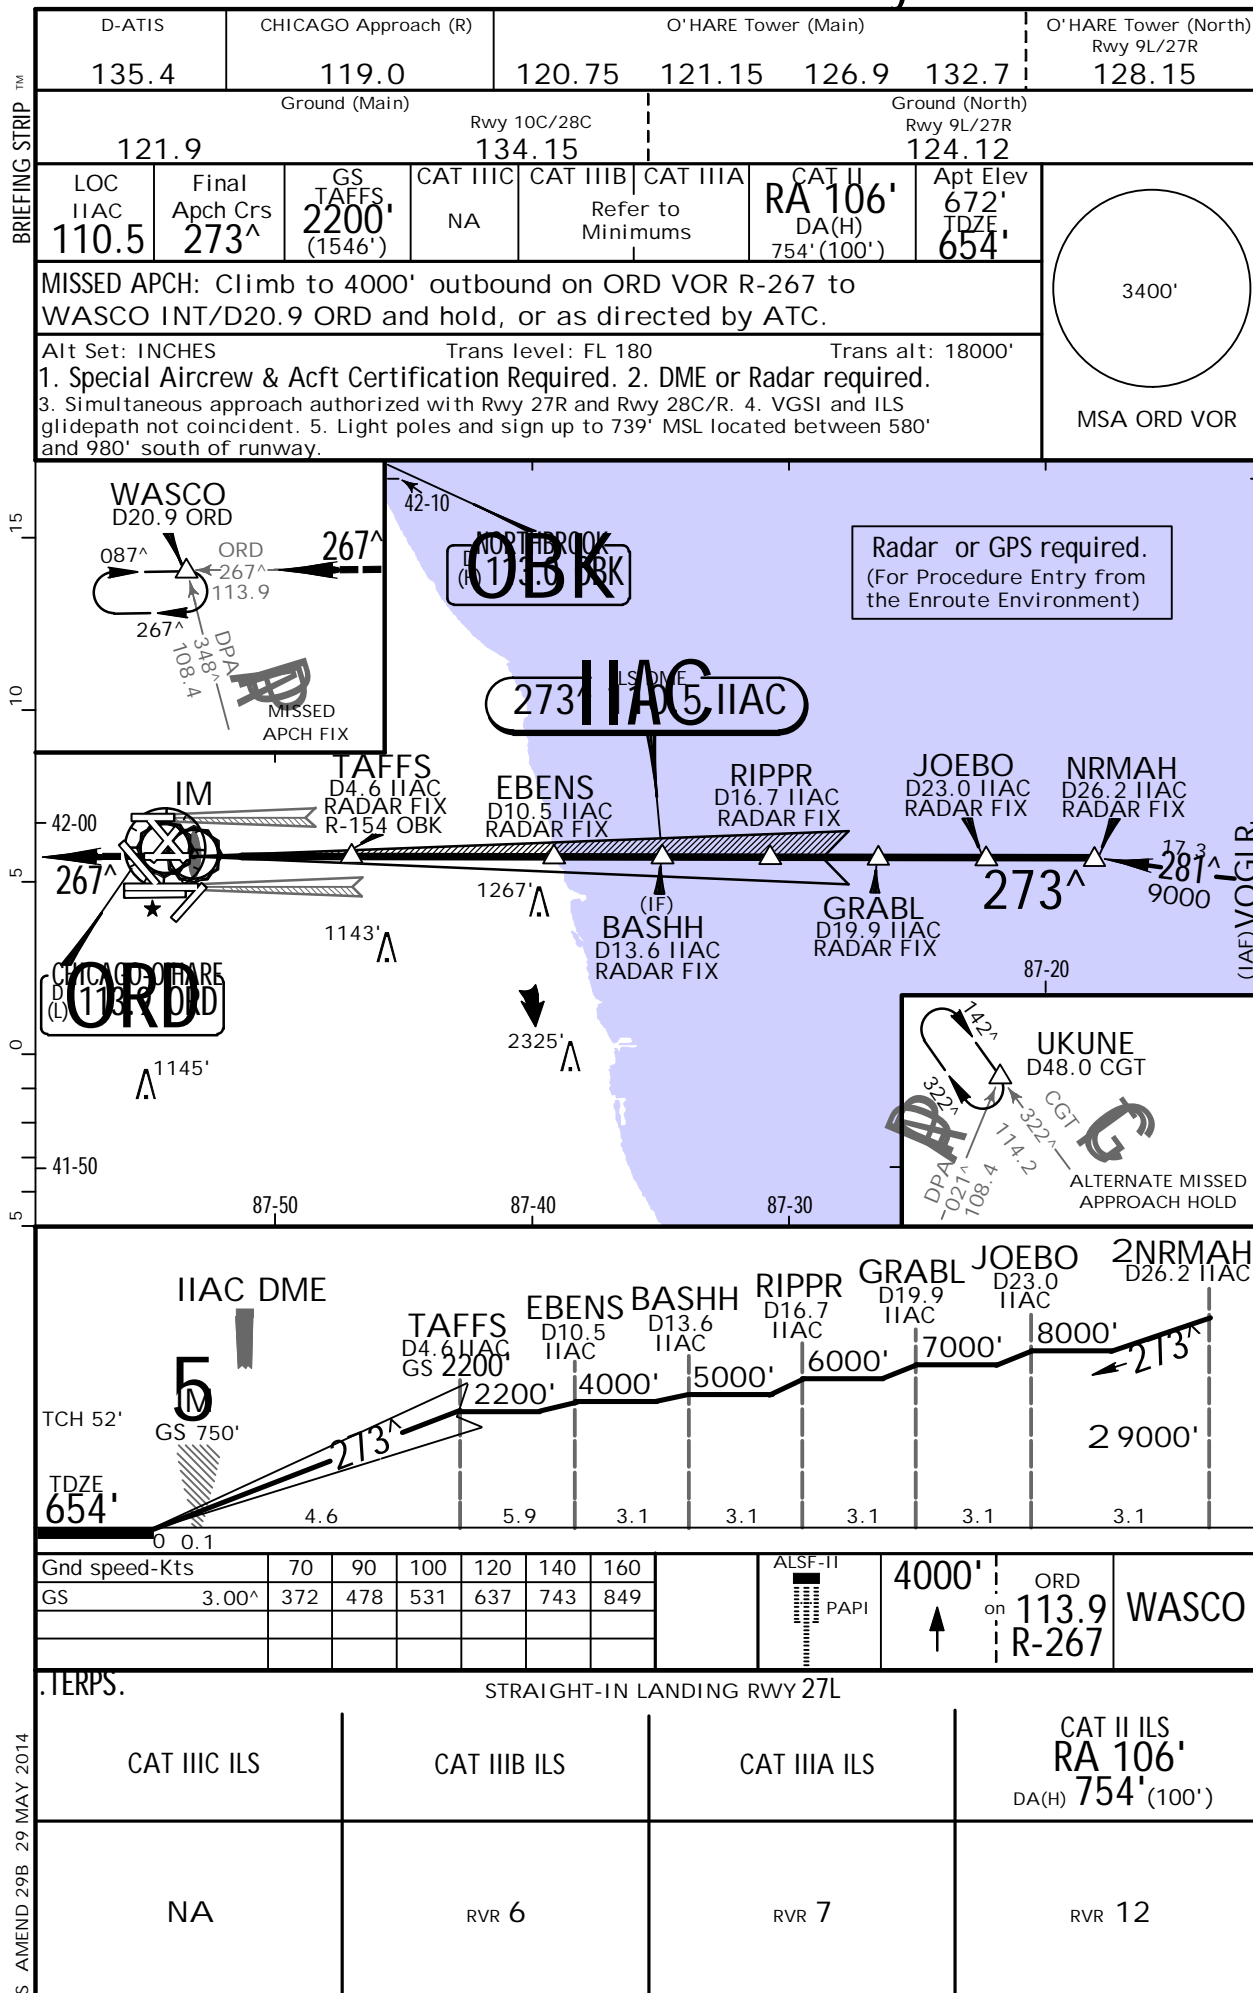 D-ATIS
CHICAGO Approach (R)
O'HARE Tower (Main)
O'HARE Tower (North)
Rwy 9L/27R
135.4
119.0
120.75 121.15 126.9 132.7
128.15
Ground (Main)
Ground (North)
Rwy 10C/28C
Rwy 9L/27R
121.9
134.15
124.12
BRIEFING STRIP TM
LOC
IIAC
110.5
Final
Apch Crs
273^
GS
TAFFS
2200'
(1546')
CAT IIIC
NA
CAT IIIB
CAT IIIA
Refer to
Minimums
CAT II
RA 106'
DA(H)
754'(100')
Apt Elev
672'
TDZE
654'
MISSED APCH: Climb to 4000' outbound on ORD VOR R-267 to
WASCO INT/D20.9 ORD and hold, or as directed by ATC.
3400'
MSA ORD VOR
Alt Set: INCHES Trans level: FL 180 Trans alt: 18000'
1. Special Aircrew & Acft Certification Required. 2. DME or Radar required.
3. Simultaneous approach authorized with Rwy 27R and Rwy 28C/R. 4. VGSI and ILS
glidepath not coincident. 5. Light poles and sign up to 739' MSL located between 580'
and 980' south of runway.
WASCO
D20.9 ORD
087^
ORD
267^
113.9
267^
267^
DPA
348^
108.4
MISSED
APCH FIX
42-10
NORTHBROOK
OBK
Radar or GPS required.
(For Procedure Entry from
the Enroute Environment)
15
10
5
0
5
ILS DME
273^ 110.5 IIAC
IIAC
IM
42-00
267^
TAFFS
D4.6 IIAC
RADAR FIX
R-154 OBK
EBENS
D10.5 IIAC
RADAR FIX
RIPPR
D16.7 IIAC
RADAR FIX
JOEBO
D23.0 IIAC
RADAR FIX
NRMAH
D26.2 IIAC
RADAR FIX
(IF)
BASHH
D13.6 IIAC
RADAR FIX
GRABL
D19.9 IIAC
RADAR FIX
273^
17.3
281^
9000
(IAF)
1267'
1143'
2325'
1145'
CHICAGO-O'HARE
D
(L) 113.9 ORD
ORD
87-20
UKUNE
D48.0 CGT
142^
322^
DPA
021^
108.4
CGT
322^
114.2
ALTERNATE MISSED
APPROACH HOLD
41-50
87-50
87-40
87-30
IIAC DME
TAFFS
D4.6 IIAC
GS 2200'
EBENS
D10.5
IIAC
BASHH
D13.6
IIAC
RIPPR
D16.7
IIAC
GRABL
D19.9
IIAC
JOEBO
D23.0
IIAC
2NRMAH
D26.2 IIAC
2200'
4000'
5000'
6000'
7000'
8000'
273^
2 9000'
5
IM
GS 750'
TCH 52'
273^
TDZE
654'
0 0.1
4.6
5.9
3.1
3.1
3.1
3.1
3.1
Gnd speed-Kts 70 90 100 120 140 160
GS 3.00^ 372 478 531 637 743 849
ALSF-II
PAPI
4000'
on
ORD
113.9
R-267
WASCO
.TERPS.
STRAIGHT-IN LANDING RWY 27L
CAT IIIC ILS
CAT IIIB ILS
CAT IIIA ILS
CAT II ILS
RA 106'
DA(H) 754'(100')
NA
RVR 6
RVR 7
RVR 12
AMEND 29B 29 MAY 2014